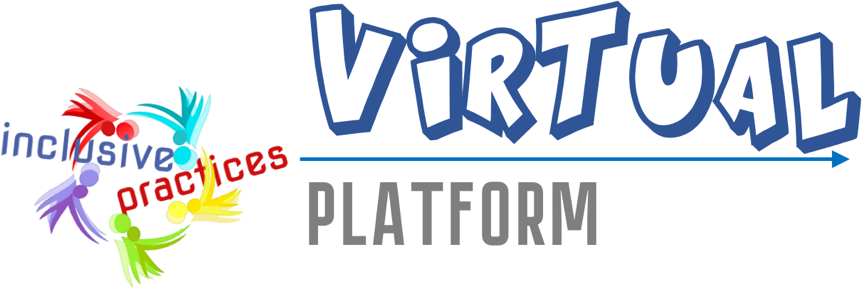 inclusive
practices
ViRTUAL
PLATFORM